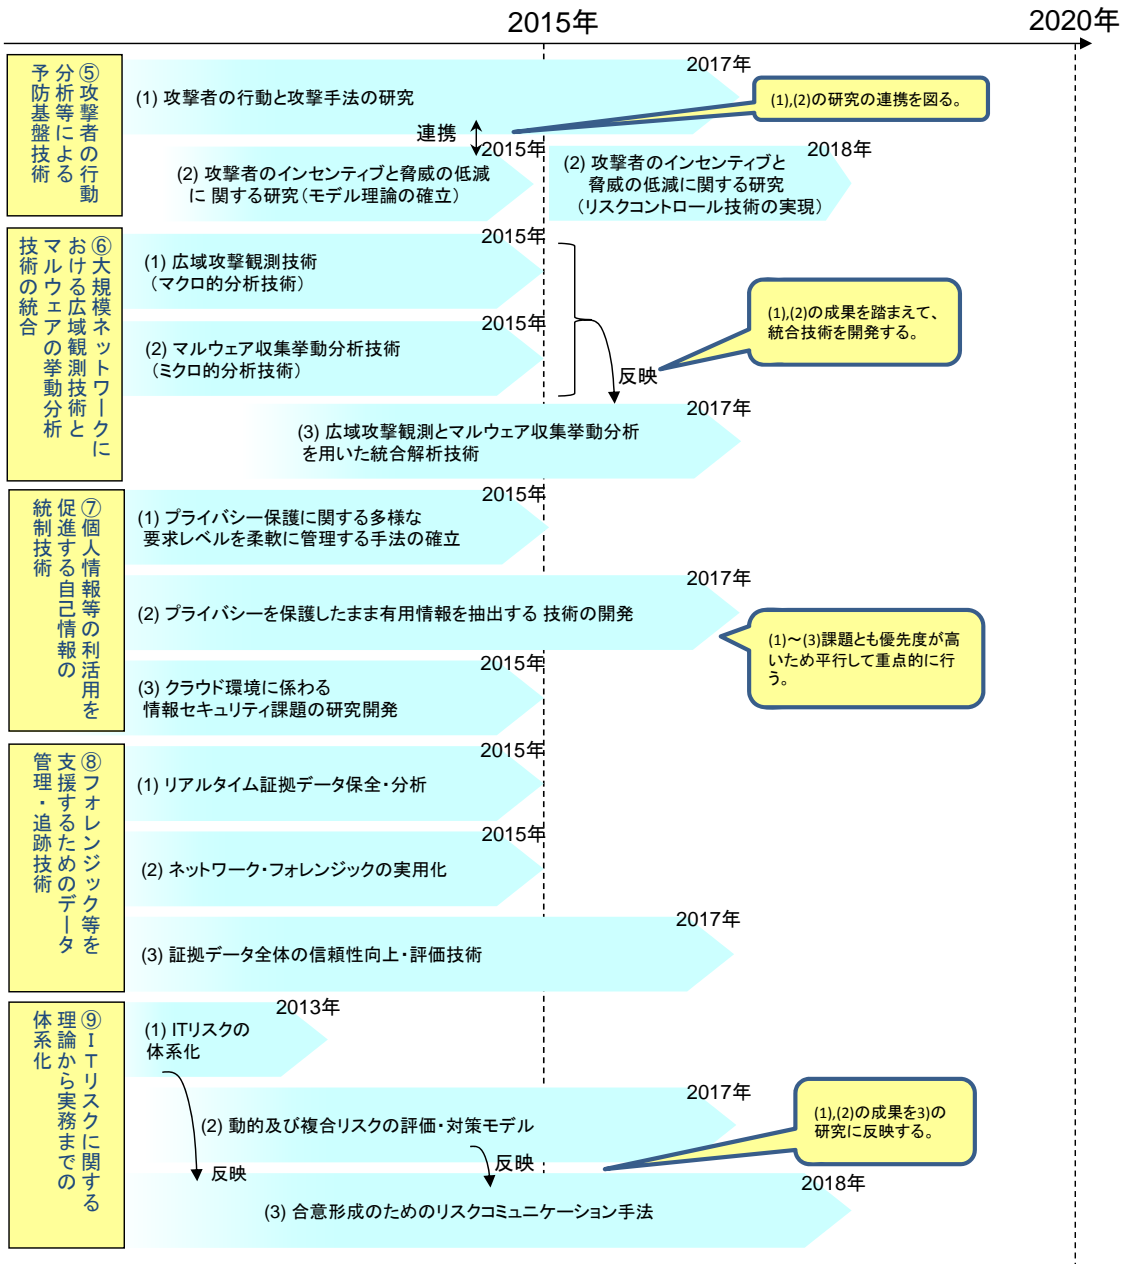 2015年
2020年
⑤攻撃者の行動
分析等による
予防基盤技術
2017年
(1) 攻撃者の行動と攻撃手法の研究
(1),(2)の研究の連携を図る。
連携
2015年
(2) 攻撃者のインセンティブと脅威の低減
に 関する研究（モデル理論の確立）
2018年
(2) 攻撃者のインセンティブと
脅威の低減に関する研究
（リスクコントロール技術の実現）
⑥大規模ネットワークに
おける広域観測技術と
マルウェアの挙動分析
技術の統合
2015年
(1) 広域攻撃観測技術
（マクロ的分析技術）
2015年
(2) マルウェア収集挙動分析技術
（ミクロ的分析技術）
(1),(2)の成果を踏まえて、
統合技術を開発する。
反映
2017年
(3) 広域攻撃観測とマルウェア収集挙動分析
を用いた統合解析技術
⑦個人情報等の利活用を
促進する自己情報の
統制技術
2015年
(1) プライバシー保護に関する多様な
要求レベルを柔軟に管理する手法の確立
2017年
(2) プライバシーを保護したまま有用情報を抽出する 技術の開発
(1)～(3)課題とも優先度が高
いため平行して重点的に行
う。
2015年
(3) クラウド環境に係わる
情報セキュリティ課題の研究開発
⑧フォレンジック等を
支援するためのデータ
管理・追跡技術
2015年
(1) リアルタイム証拠データ保全・分析
2015年
(2) ネットワーク・フォレンジックの実用化
2017年
(3) 証拠データ全体の信頼性向上・評価技術
⑨ITリスクに関する
理論から実務までの
体系化
2013年
(1) ITリスクの
体系化
2017年
(2) 動的及び複合リスクの評価・対策モデル
(1),(2)の成果を3)の
研究に反映する。
反映
反映
2018年
(3) 合意形成のためのリスクコミュニケーション手法